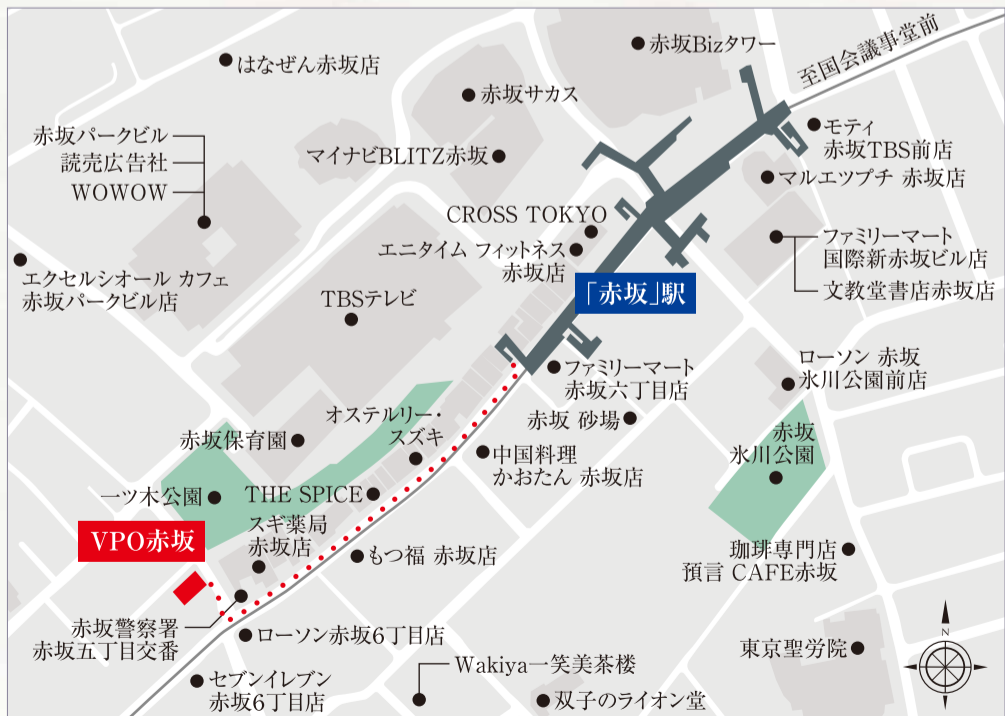 至国会議事堂前
赤坂Bizタワー
はなぜん赤坂店
赤坂サカス
モティ
赤坂TBS前店
赤坂パークビル
読売広告社
WOWOW
マイナビBLITZ赤坂
マルエツプチ 赤坂店
CROSS TOKYO
エニタイム フィットネス
赤坂店
ファミリーマート
国際新赤坂ビル店
文教堂書店赤坂店
エクセルシオール カフェ
赤坂パークビル店
TBSテレビ
「赤坂」駅
ファミリーマート
赤坂六丁目店
ローソン 赤坂
氷川公園前店
オステルリー・
スズキ
赤坂 砂場
赤坂保育園
赤坂
氷川公園
中国料理
かおたん 赤坂店
一ツ木公園
THE SPICE
スギ薬局
赤坂店
VPO赤坂
もつ福 赤坂店
珈琲専門店
預言 CAFE赤坂
赤坂警察署
赤坂五丁目交番
ローソン赤坂6丁目店
東京聖労院
N
セブンイレブン
赤坂6丁目店
Wakiya一笑美茶楼
双子のライオン堂